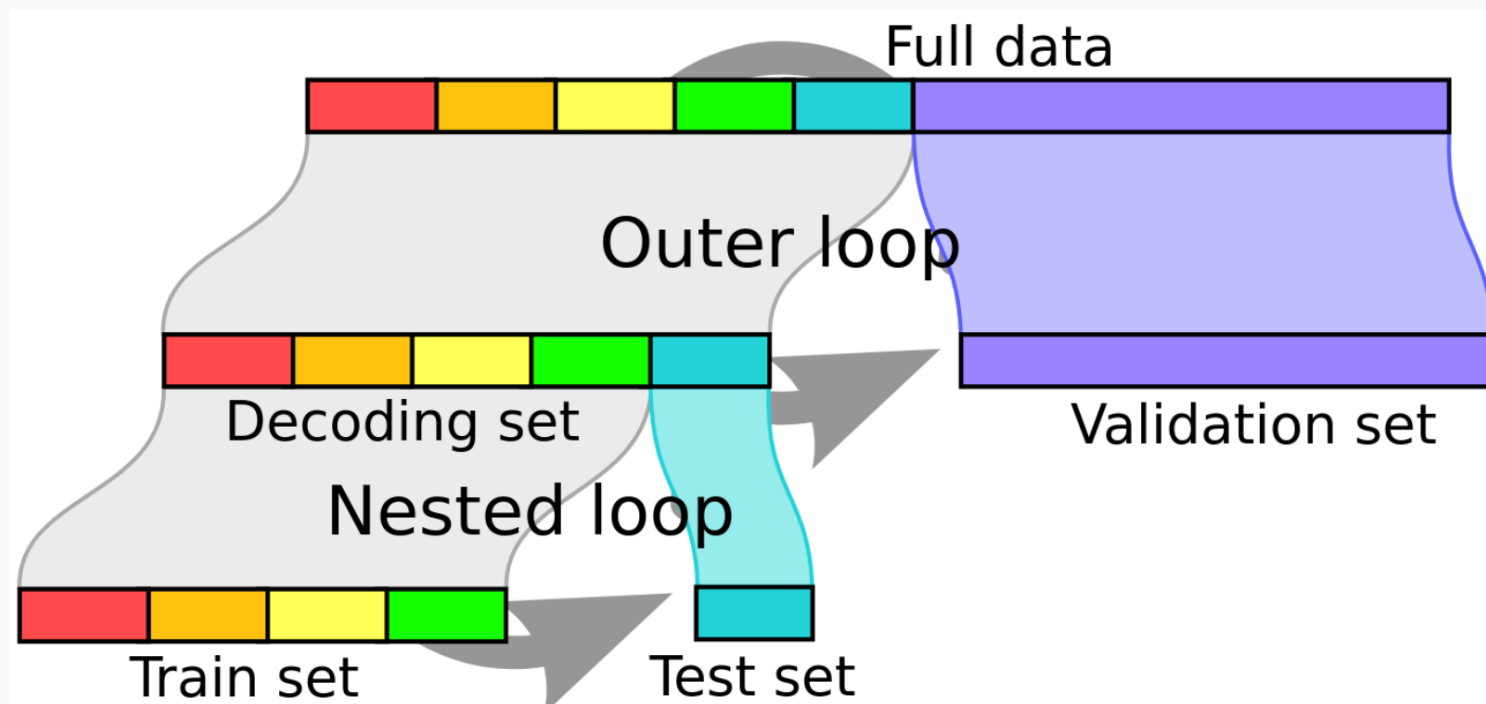 Full data
Outer loop
Decoding set
Validation set
Nested loop
Train set
Test set